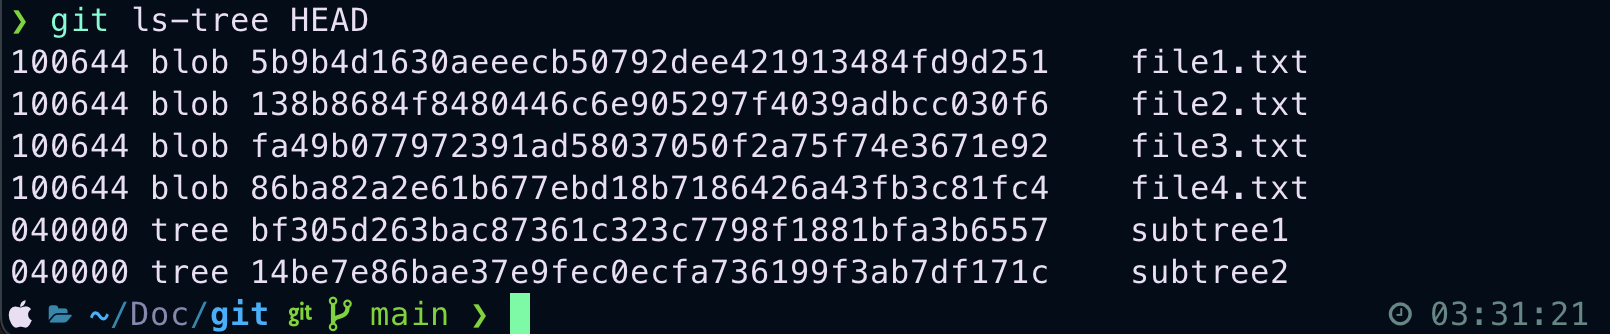 ❯ git ls-tree HEAD
100644 blob 5b9b4d1630aeeecb50792dee421913484fd9d251    file1.txt
100644 blob 138b8684f8480446c6e905297f4039adbcc030f6    file2.txt
100644 blob fa49b077972391ad58037050f2a75f74e3671e92    file3.txt
100644 blob 86ba82a2e61b677ebd18b7186426a43fb3c81fc4    file4.txt
040000 tree bf305d263bac87361c323c7798f1881bfa3b6557    subtree1
040000 tree 14be7e86bae37e9fec0ecfa736199f3ab7df171c    subtree2
~/Doc/git git main ❯ 03:31:21